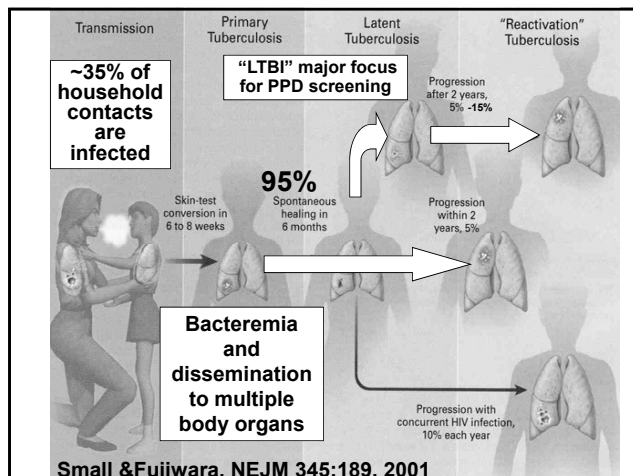 Transmission
Primary
Tuberculosis
Latent
Tuberculosis
“Reactivation”
Tuberculosis
~35% of
household
contacts
are
infected
“LTBI” major focus
for PPD screening
Progression
after 2 years,
5% -15%
95%
Skin-test
conversion in
6 to 8 weeks
Spontaneous
healing in
6 months
Progression
within 2
years, 5%
Bacteremia
and
dissemination
to multiple
body organs
Progression with
concurrent HIV infection,
10% each year
Small &Fujiwara, NEJM 345:189, 2001